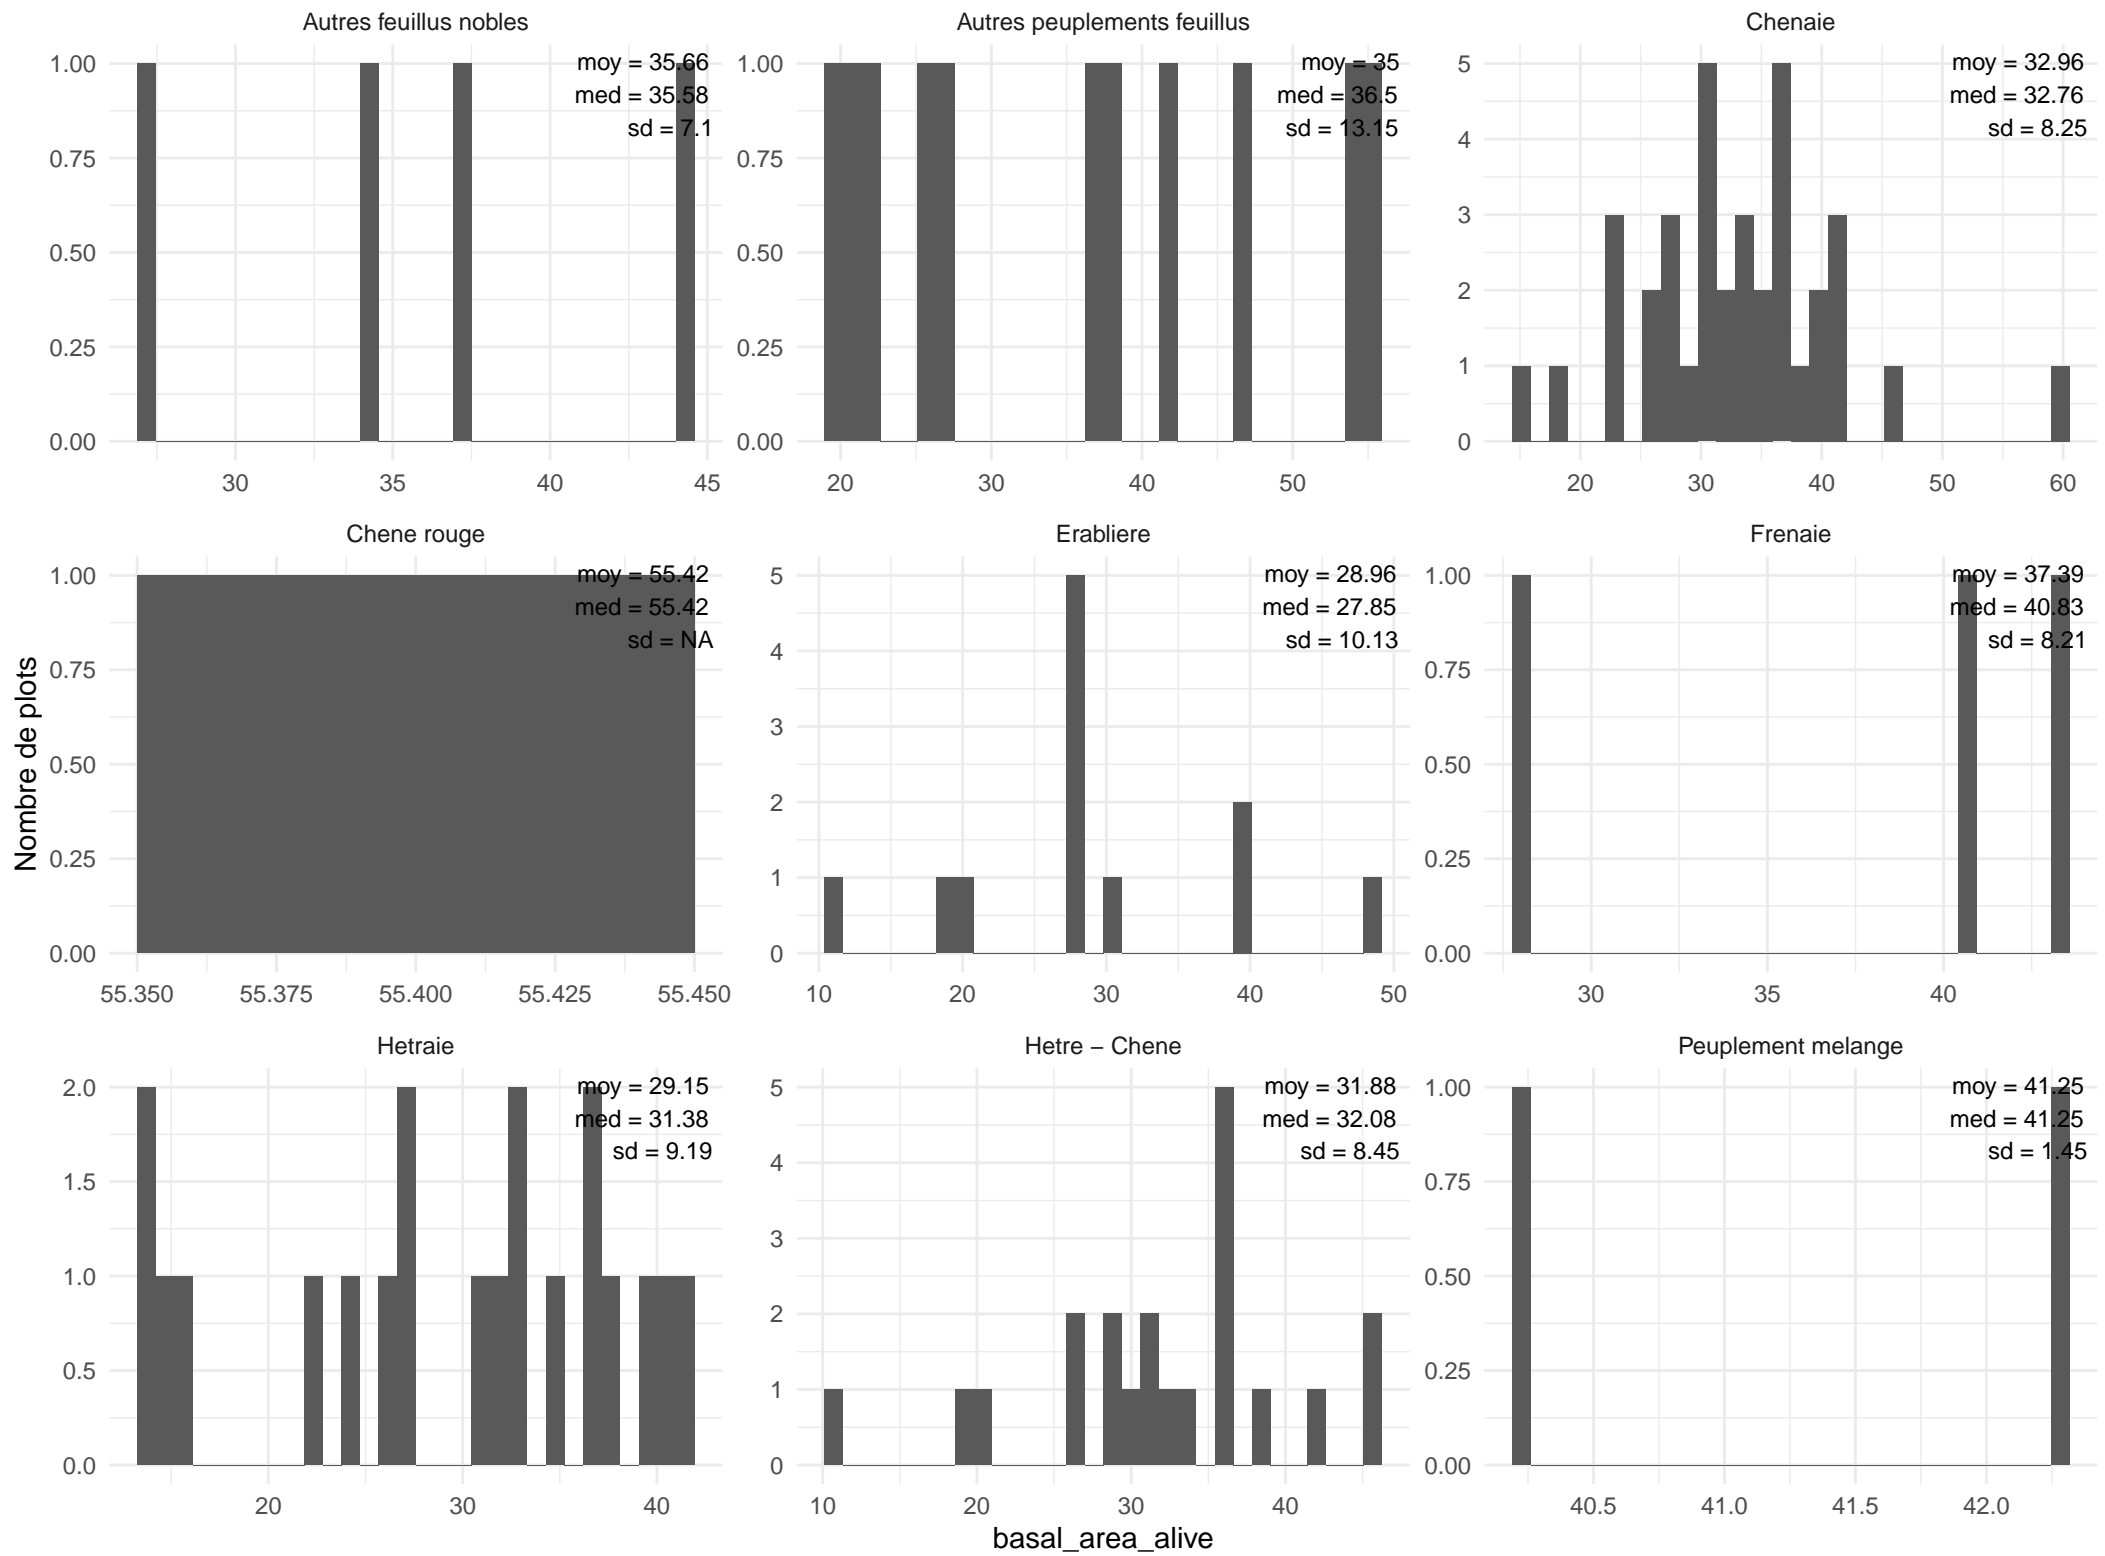 Autres feuillus nobles
Autres peuplements feuillus
Chenaie
1.00
0.75
0.50
0.25
0.00
moy = 35.66
med = 35.58
sd = 7.1
30 35 40 45
1.00
0.75
0.50
0.25
0.00
moy = 35
med = 36.5
sd = 13.15
20 30 40 50
5
4
3
2
1
0
moy = 32.96
med = 32.76
sd = 8.25
20 30 40 50 60
Chene rouge
Erabliere
Frenaie
Nombre de plots
1.00
0.75
0.50
0.25
0.00
moy = 55.42
med = 55.42
sd = NA
55.350 55.375 55.400 55.425 55.450
5
4
3
2
1
0
moy = 28.96
med = 27.85
sd = 10.13
10 20 30 40 50
1.00
0.75
0.50
0.25
0.00
moy = 37.39
med = 40.83
sd = 8.21
30 35 40
Hetraie
Hetre − Chene
Peuplement melange
2.0
1.5
1.0
0.5
0.0
moy = 29.15
med = 31.38
sd = 9.19
20 30 40
5
4
3
2
1
0
moy = 31.88
med = 32.08
sd = 8.45
10 20 30 40
1.00
0.75
0.50
0.25
0.00
moy = 41.25
med = 41.25
sd = 1.45
40.5 41.0 41.5 42.0
basal_area_alive